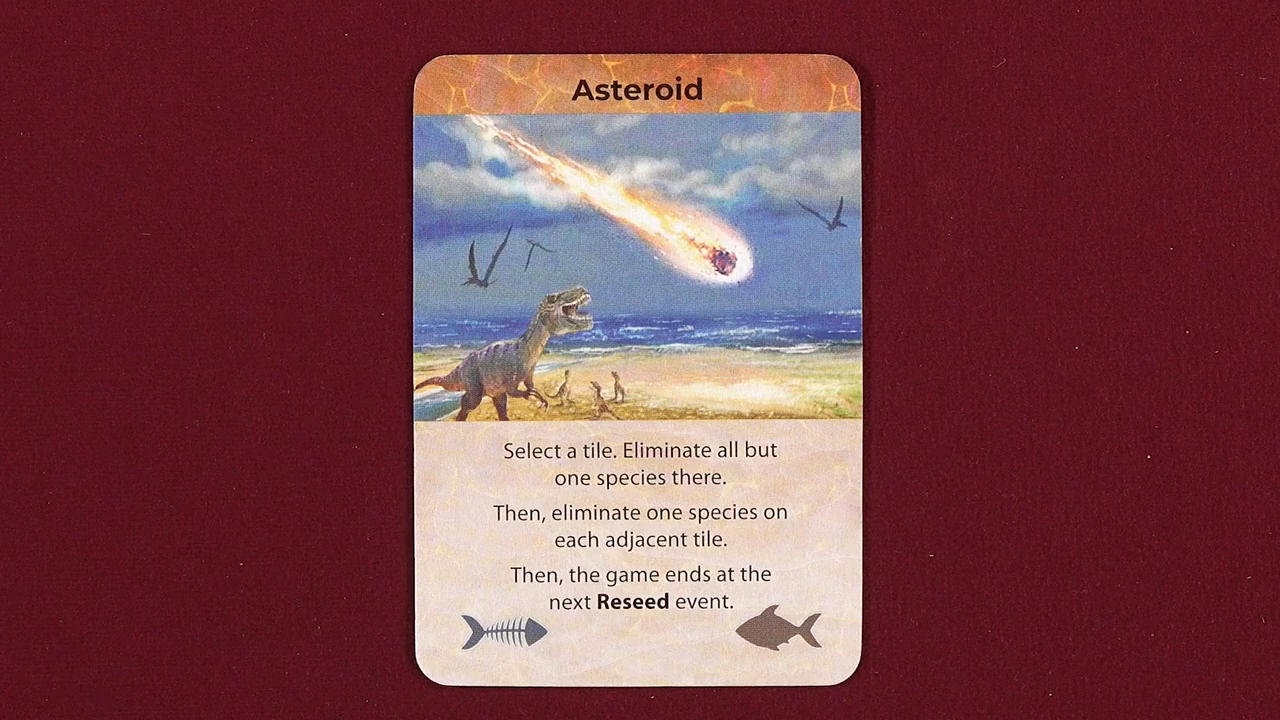 Asteroid
Select a tile. Eliminate all but
one species there.
Then, eliminate one species on
each adjacent tile.
Then, the game ends at the
next Reseed event.